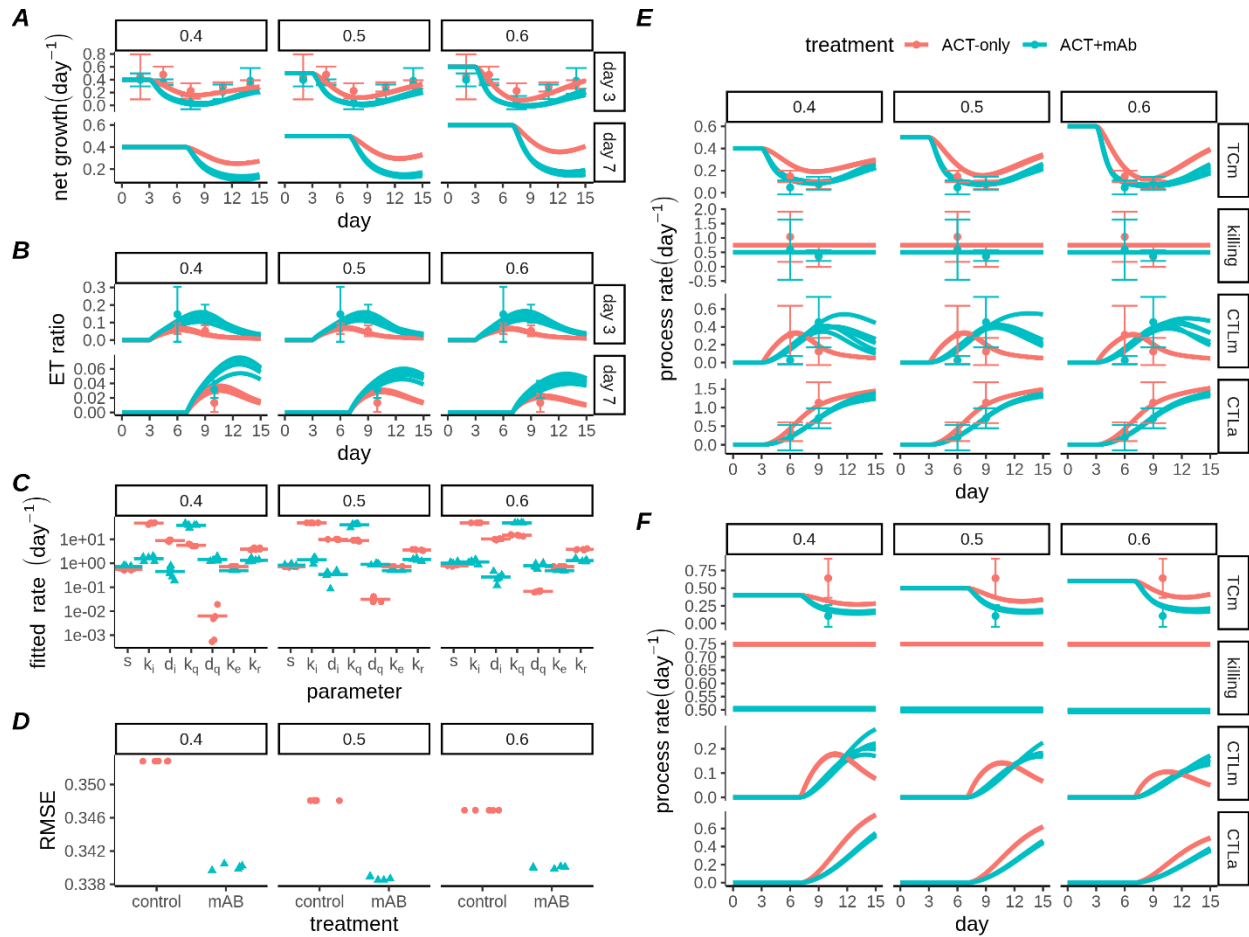 A
0.4 0.5 0.6
net growth(day⁻¹)
0.8
0.6
0.4
0.2
0.0
day 3
0.6
0.4
0.2
day 7
0 3 6 9 12 15 0 3 6 9 12 15 0 3 6 9 12 15
day
B
0.4 0.5 0.6
ET ratio
0.3
0.2
0.1
0.0
day 3
0.06
0.04
0.02
0.00
day 7
0 3 6 9 12 15 0 3 6 9 12 15 0 3 6 9 12 15
day
C
0.4 0.5 0.6
fitted rate (day⁻¹)
1e+01
1e+00
1e-01
1e-02
1e-03
s kᵢ dᵢ k_q d_q kₑ kᵣ s kᵢ dᵢ k_q d_q kₑ kᵣ s kᵢ dᵢ k_q d_q kₑ kᵣ
parameter
D
0.4 0.5 0.6
RMSE
0.350
0.346
0.342
0.338
control mAB control mAB control mAB
treatment
E
treatment ACT-only ACT+mAb
0.4 0.5 0.6
process rate(day⁻¹)
0.6
0.4
0.2
0.0
TCm
2.0
1.5
1.0
0.5
0.0
-0.5
killing
0.6
0.4
0.2
0.0
CTLm
1.5
1.0
0.5
0.0
CTLa
0 3 6 9 12 15 0 3 6 9 12 15 0 3 6 9 12 15
day
F
0.4 0.5 0.6
process rate(day⁻¹)
0.75
0.50
0.25
0.00
TCm
0.75
0.70
0.65
0.60
0.55
0.50
killing
0.2
0.1
0.0
CTLm
0.6
0.4
0.2
0.0
CTLa
0 3 6 9 12 15 0 3 6 9 12 15 0 3 6 9 12 15
day